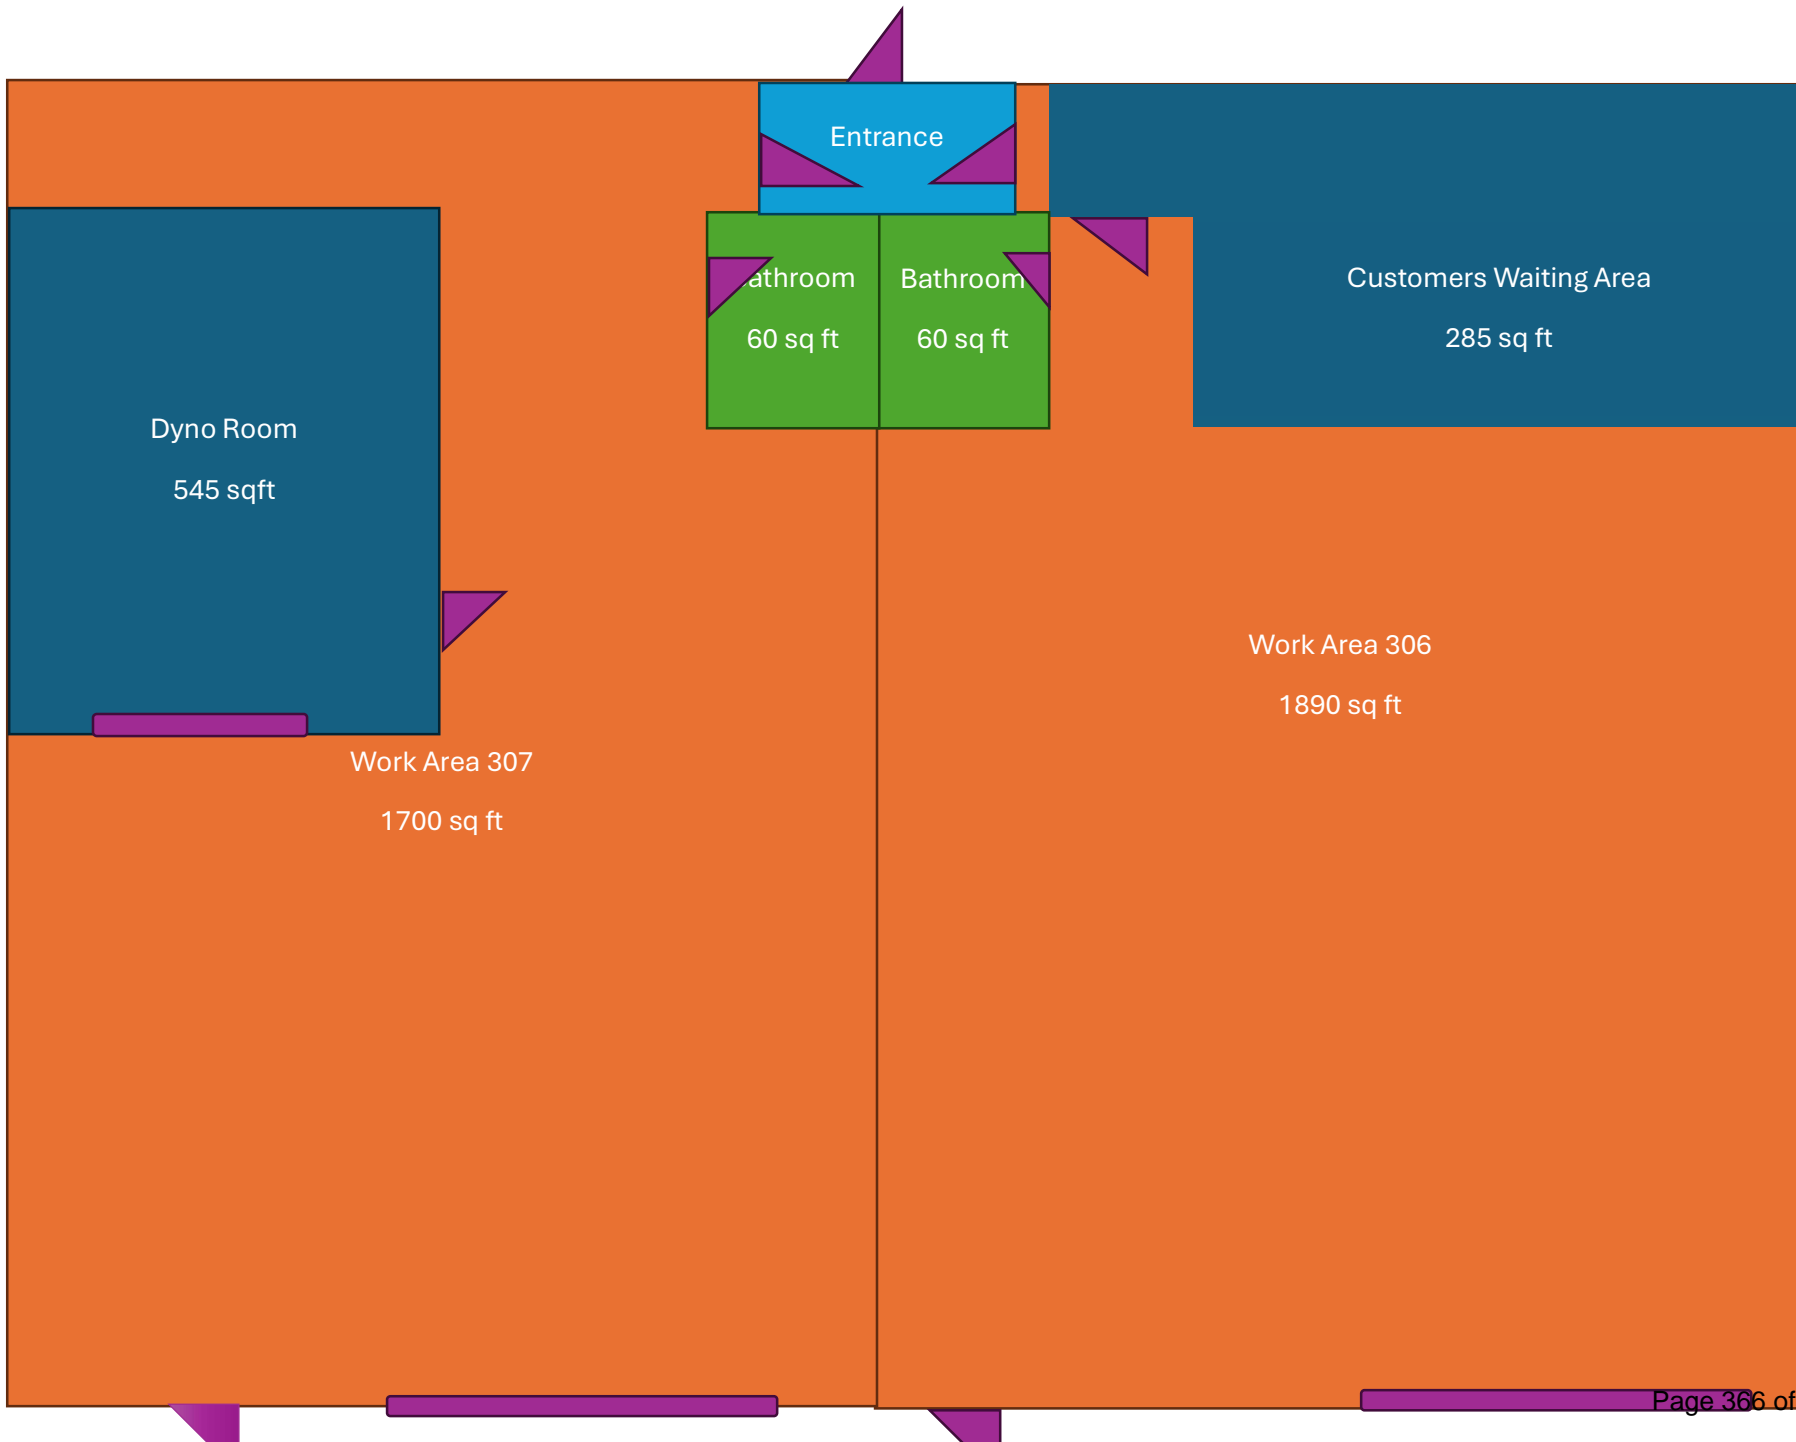 Entrance
athroom
60 sq ft
Bathroom
60 sq ft
Customers Waiting Area
285 sq ft
Dyno Room
545 sqft
Work Area 306
1890 sq ft
Work Area 307
1700 sq ft
Page 366 of